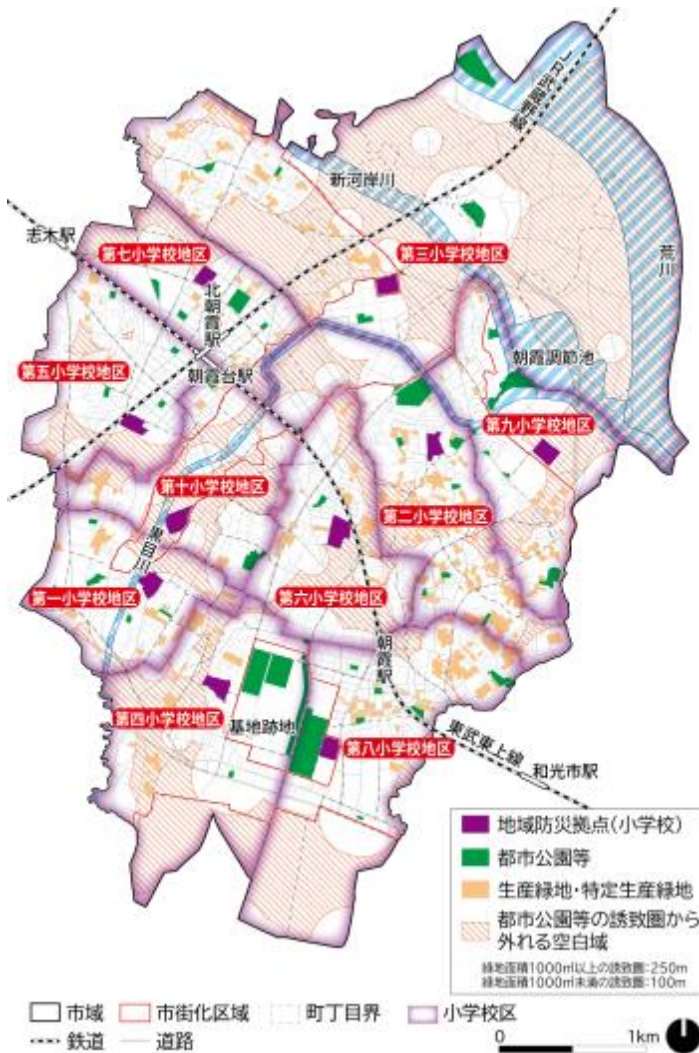 JR武蔵野線
新河岸川
志木駅
第七小学校地区
第三小学校地区
荒川
北朝霞駅
朝霞調節池
第五小学校地区
朝霞台駅
第九小学校地区
第十小学校地区
第二小学校地区
黒目川
第一小学校地区
第六小学校地区
朝霞駅
第四小学校地区
基地跡地
第八小学校地区
東武東上線
和光市駅
地域防災拠点(小学校)
都市公園等
生産緑地・特定生産緑地
都市公園等の誘致圏から
外れる空白域
緑地面積1000㎡以上の誘致圏:250m
緑地面積1000㎡未満の誘致圏:100m
市域 市街化区域 町丁目界 小学校区
鉄道 道路
0 1km